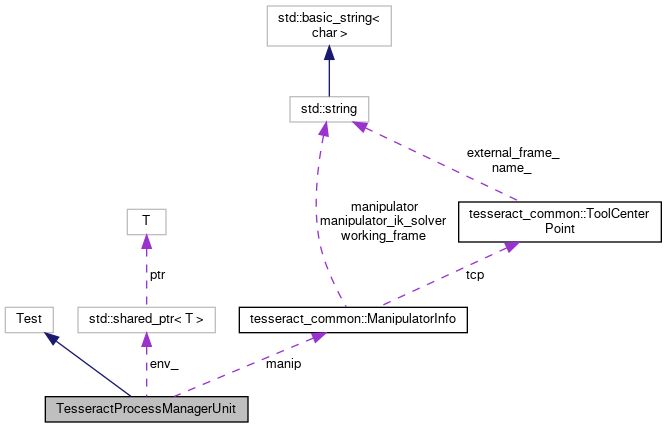 std::basic_string<
char >
std::string
external_frame_
name_
manipulator
manipulator_ik_solver
working_frame
tesseract_common::ToolCenter
Point
T
ptr
tcp
Test
std::shared_ptr< T >
tesseract_common::ManipulatorInfo
env_
manip
TesseractProcessManagerUnit